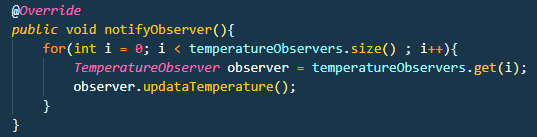 @Override
public void notifyObserver(){
    for(int i = 0; i < temperatureObservers.size() ; i++){
        TemperatureObserver observer = temperatureObservers.get(i);
        observer.updataTemperature();
    }
}